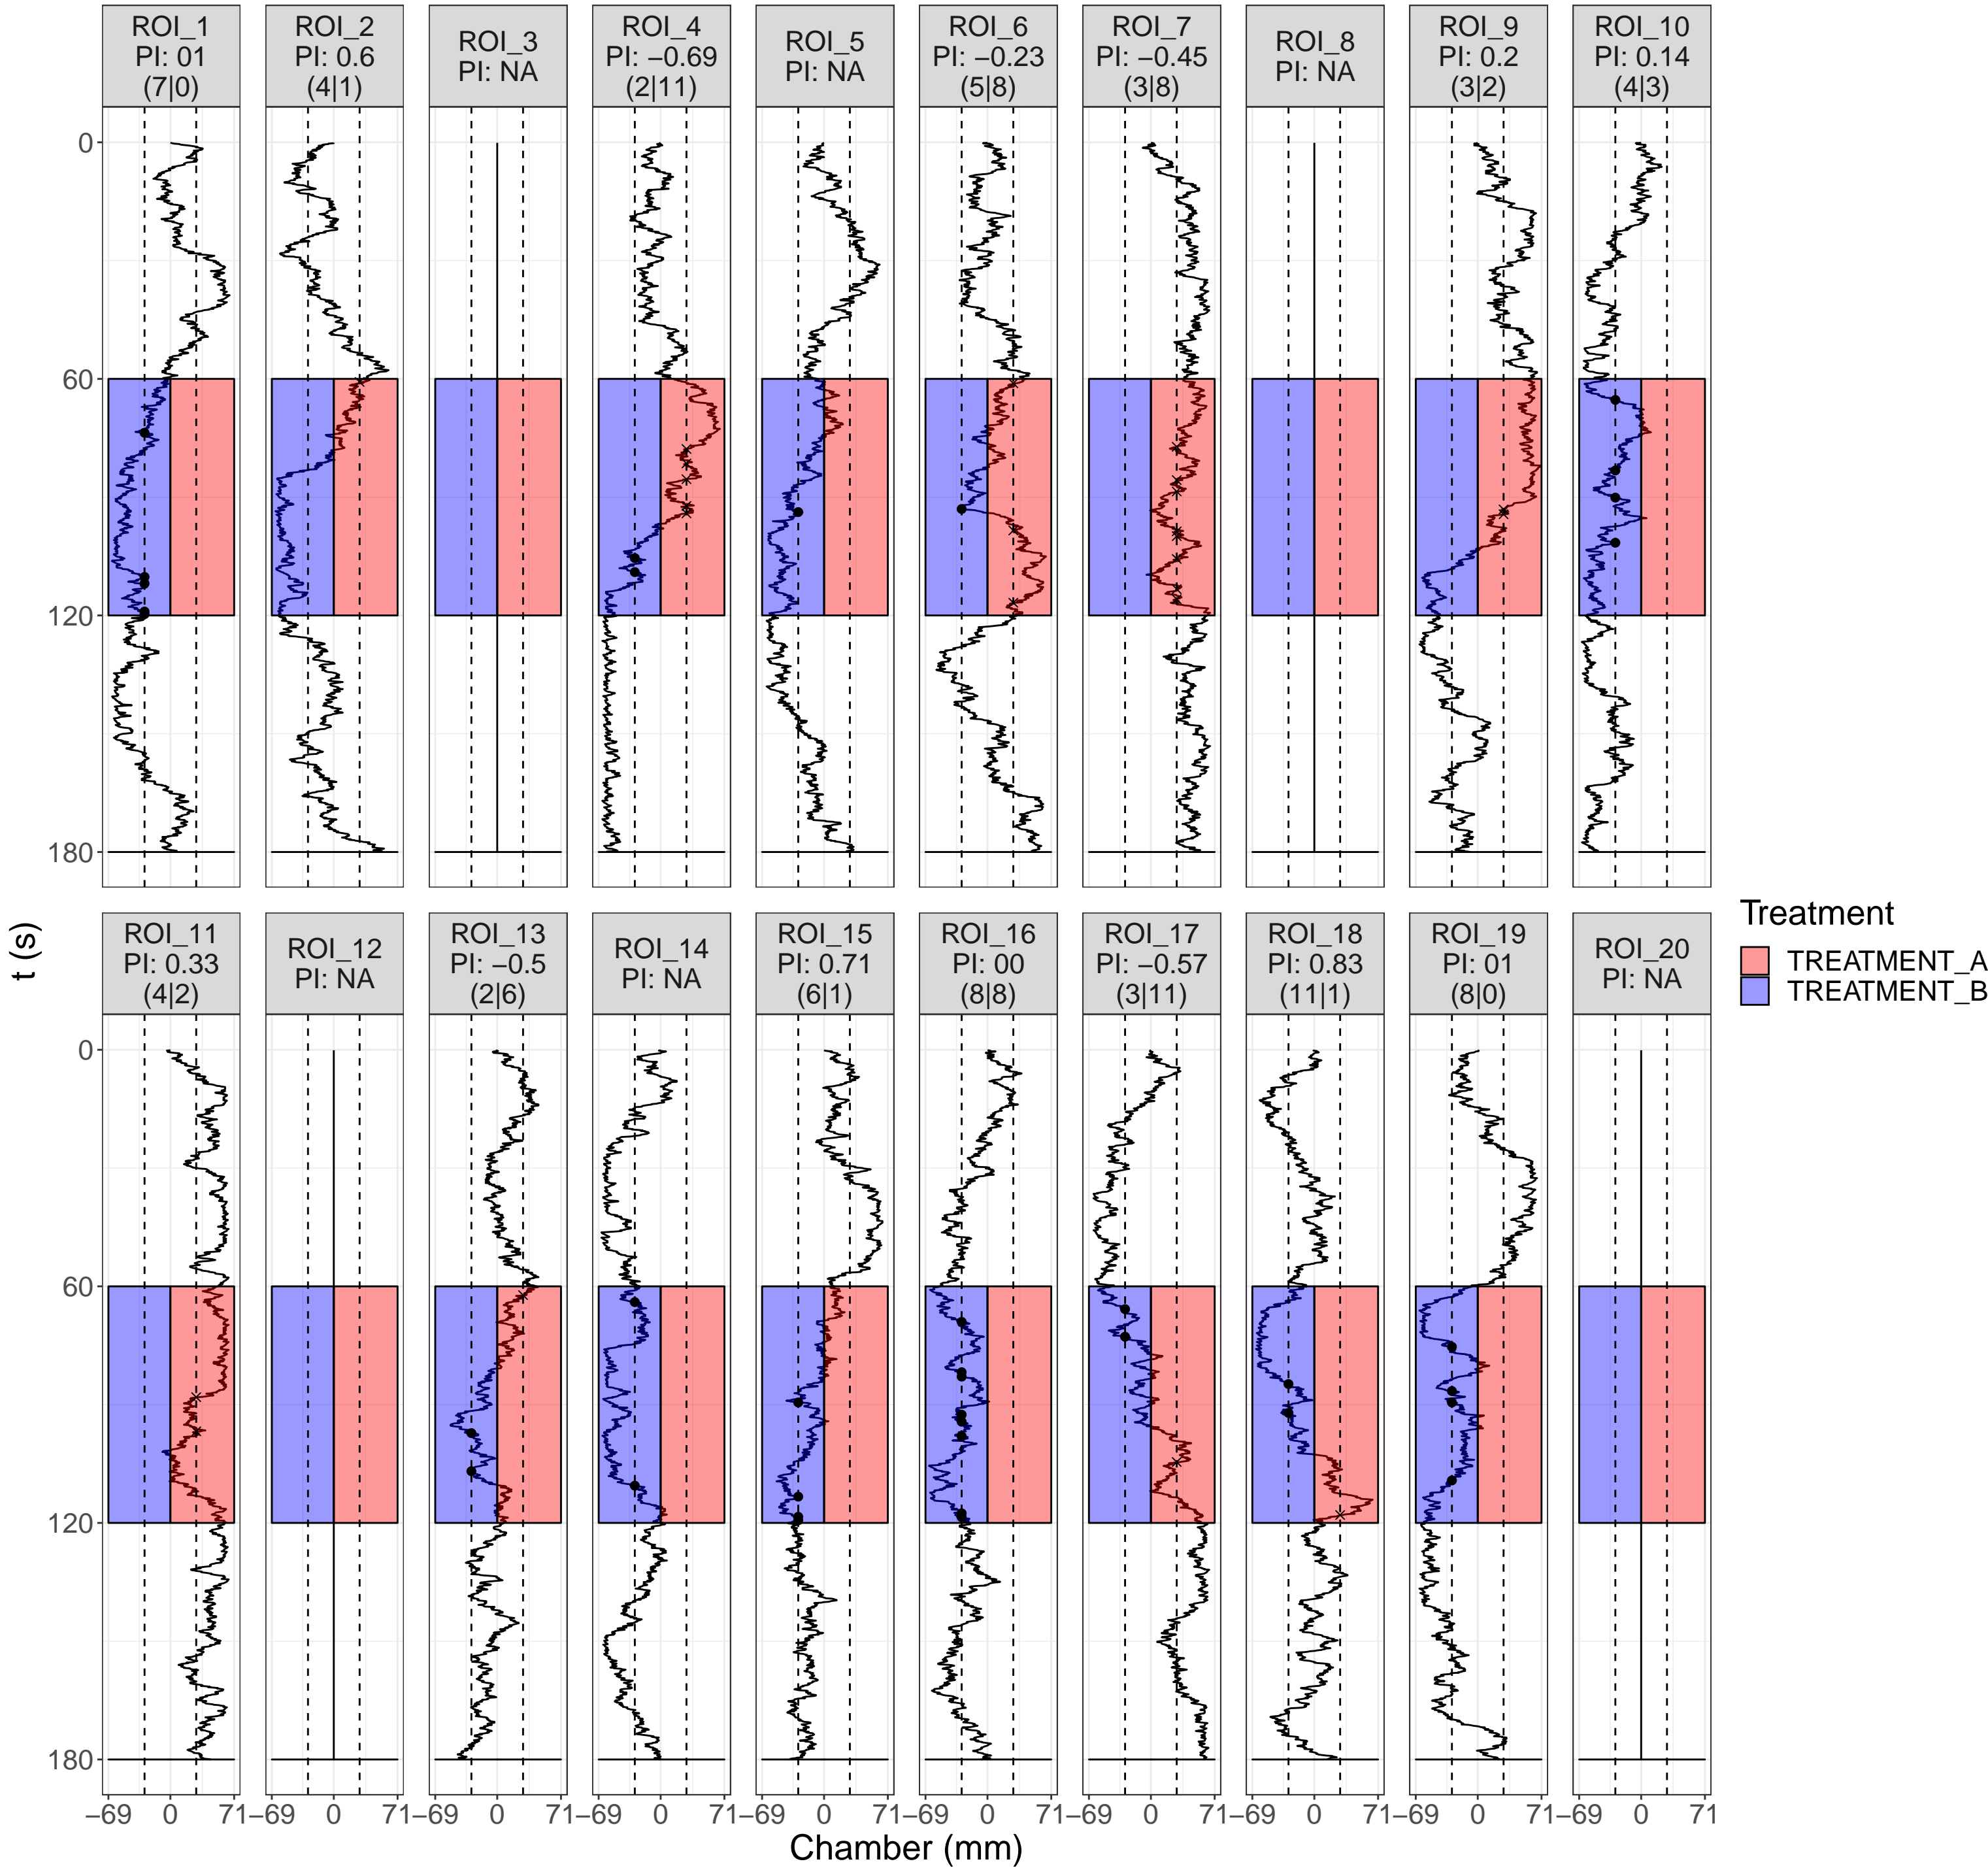 ROI_1
PI: 01
(7|0)
ROI_2
PI: 0.6
(4|1)
ROI_3
PI: NA
ROI_4
PI: −0.69
(2|11)
ROI_5
PI: NA
ROI_6
PI: −0.23
(5|8)
ROI_7
PI: −0.45
(3|8)
ROI_8
PI: NA
ROI_9
PI: 0.2
(3|2)
ROI_10
PI: 0.14
(4|3)
0
60
120
180
ROI_11
PI: 0.33
(4|2)
ROI_12
PI: NA
ROI_13
PI: −0.5
(2|6)
ROI_14
PI: NA
ROI_15
PI: 0.71
(6|1)
ROI_16
PI: 00
(8|8)
ROI_17
PI: −0.57
(3|11)
ROI_18
PI: 0.83
(11|1)
ROI_19
PI: 01
(8|0)
ROI_20
PI: NA
0
60
120
180
−69 0 71
−69 0 71
−69 0 71
−69 0 71
−69 0 71
−69 0 71
−69 0 71
−69 0 71
−69 0 71
−69 0 71
Chamber (mm)
t (s)
Treatment
TREATMENT_A
TREATMENT_B